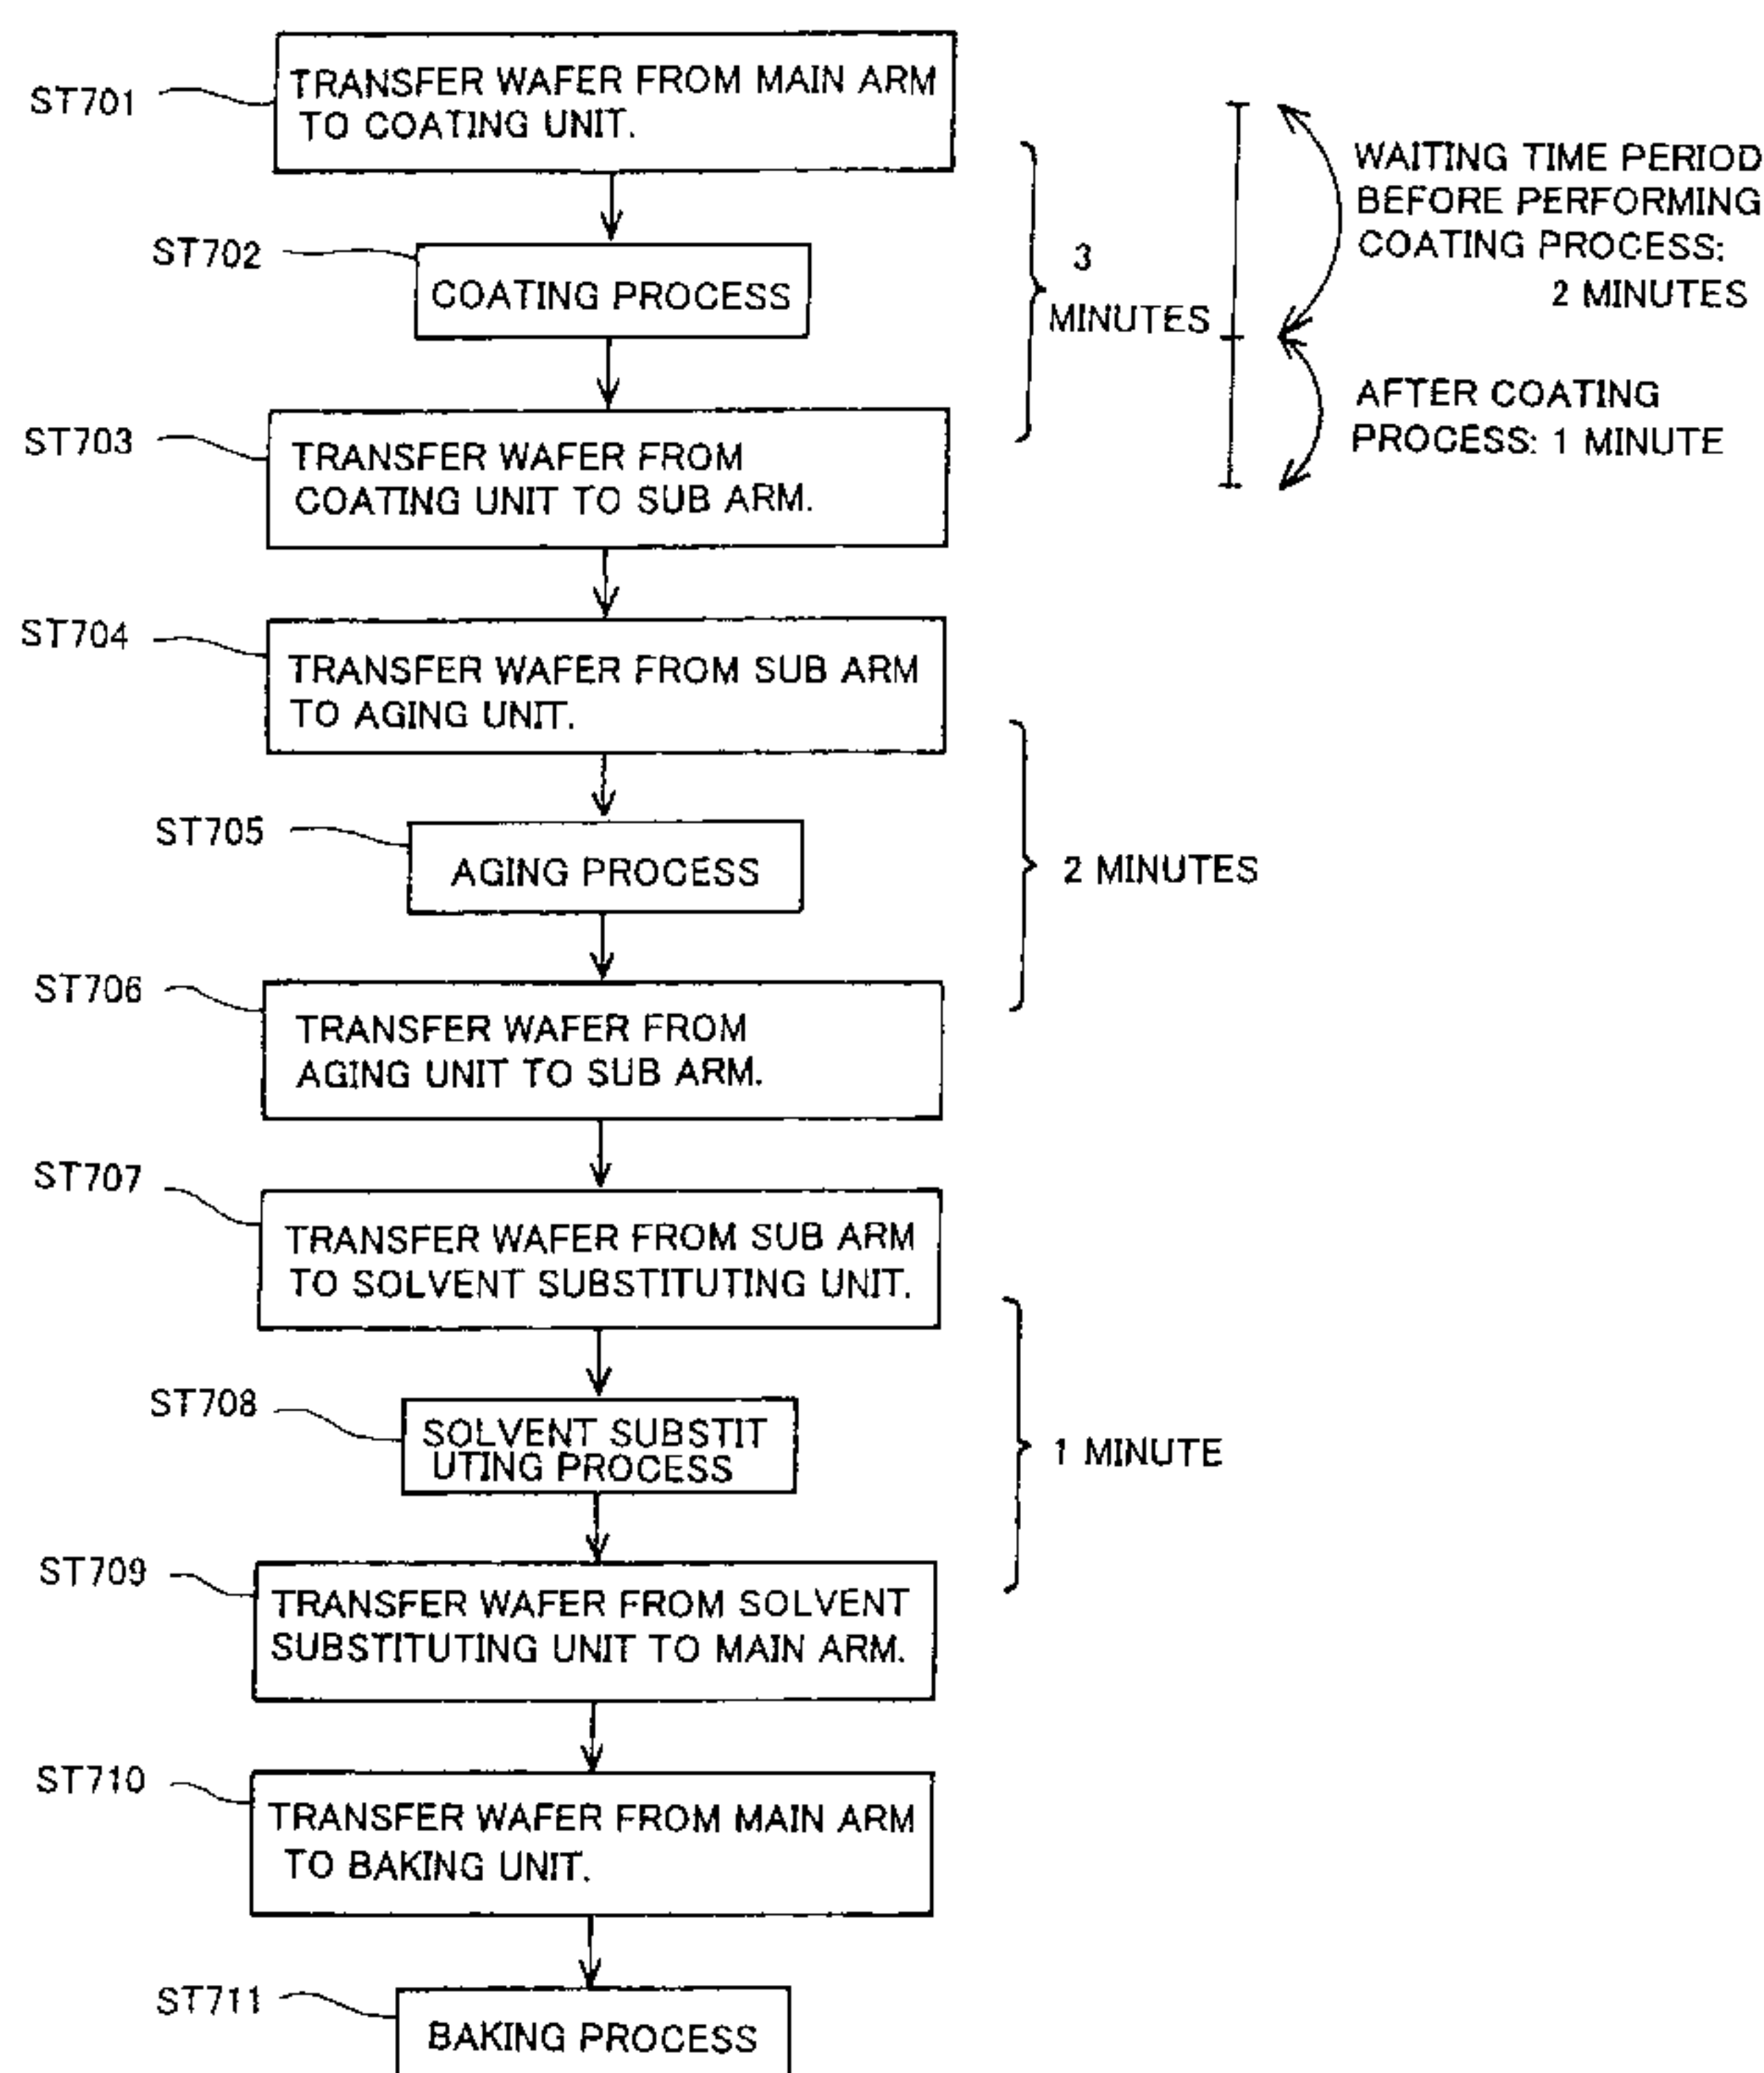 ST701
TRANSFER WAFER FROM MAIN ARM
TO COATING UNIT.
ST702
COATING PROCESS
3
MINUTES
WAITING TIME PERIOD
BEFORE PERFORMING
COATING PROCESS:
2 MINUTES
AFTER COATING
PROCESS: 1 MINUTE
ST703
TRANSFER WAFER FROM
COATING UNIT TO SUB ARM.
ST704
TRANSFER WAFER FROM SUB ARM
TO AGING UNIT.
ST705
AGING PROCESS
2 MINUTES
ST706
TRANSFER WAFER FROM
AGING UNIT TO SUB ARM.
ST707
TRANSFER WAFER FROM SUB ARM
TO SOLVENT SUBSTITUTING UNIT.
ST708
SOLVENT SUBSTIT
UTING PROCESS
1 MINUTE
ST709
TRANSFER WAFER FROM SOLVENT
SUBSTITUTING UNIT TO MAIN ARM.
ST710
TRANSFER WAFER FROM MAIN ARM
TO BAKING UNIT.
ST711
BAKING PROCESS